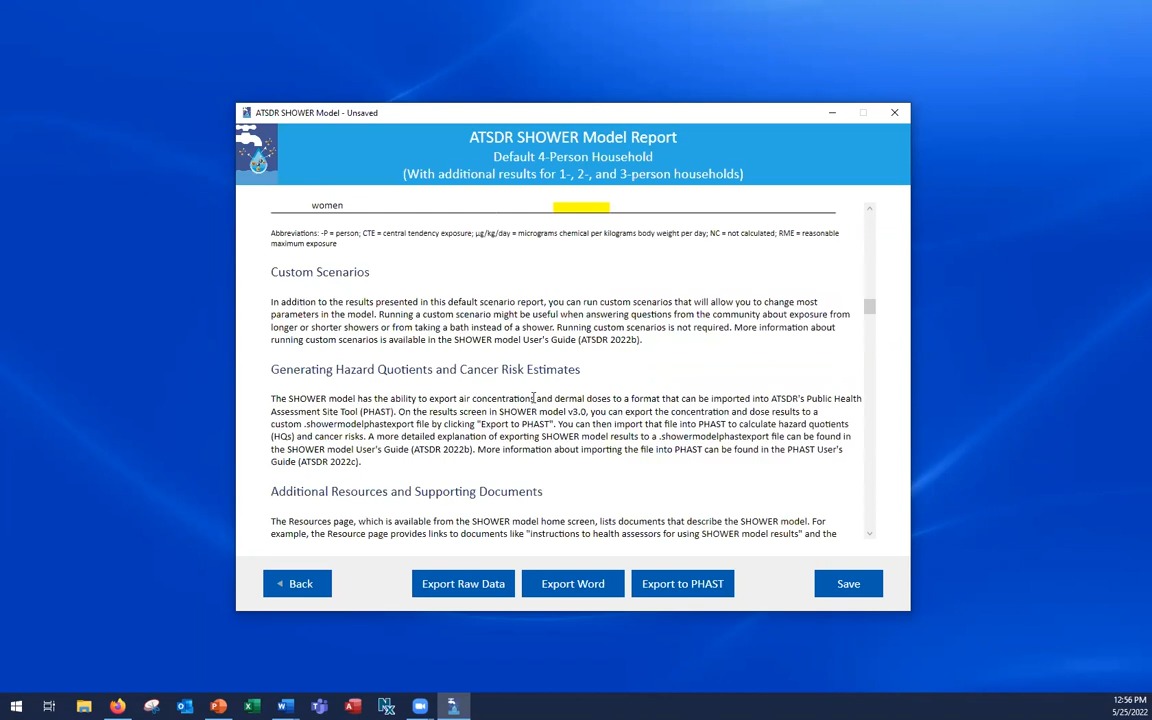 ATSDR SHOWER Model - Unsaved
ATSDR SHOWER Model Report
Default 4-Person Household
(With additional results for 1-, 2-, and 3-person households)
women
Abbreviations: -P = person; CTE = central tendency exposure; µg/kg/day = micrograms chemical per kilograms body weight per day; NC = not calculated; RME = reasonable
maximum exposure
Custom Scenarios
In addition to the results presented in this default scenario report, you can run custom scenarios that will allow you to change most
parameters in the model. Running a custom scenario might be useful when answering questions from the community about exposure from
longer or shorter showers or from taking a bath instead of a shower. Running custom scenarios is not required. More information about
running custom scenarios is available in the SHOWER model User's Guide (ATSDR 2022b).
Generating Hazard Quotients and Cancer Risk Estimates
The SHOWER model has the ability to export air concentrations and dermal doses to a format that can be imported into ATSDR's Public Health
Assessment Site Tool (PHAST). On the results screen in SHOWER model v3.0, you can export the concentration and dose results to a
custom .showermodelphastexport file by clicking "Export to PHAST". You can then import that file into PHAST to calculate hazard quotients
(HQs) and cancer risks. A more detailed explanation of exporting SHOWER model results to a .showermodelphastexport file can be found in
the SHOWER model User's Guide (ATSDR 2022b). More information about importing the file into PHAST can be found in the PHAST User's
Guide (ATSDR 2022c).
Additional Resources and Supporting Documents
The Resources page, which is available from the SHOWER model home screen, lists documents that describe the SHOWER model. For
example, the Resource page provides links to documents like "instructions to health assessors for using SHOWER model results" and the
Back
Export Raw Data
Export Word
Export to PHAST
Save
12:56 PM
5/25/2022